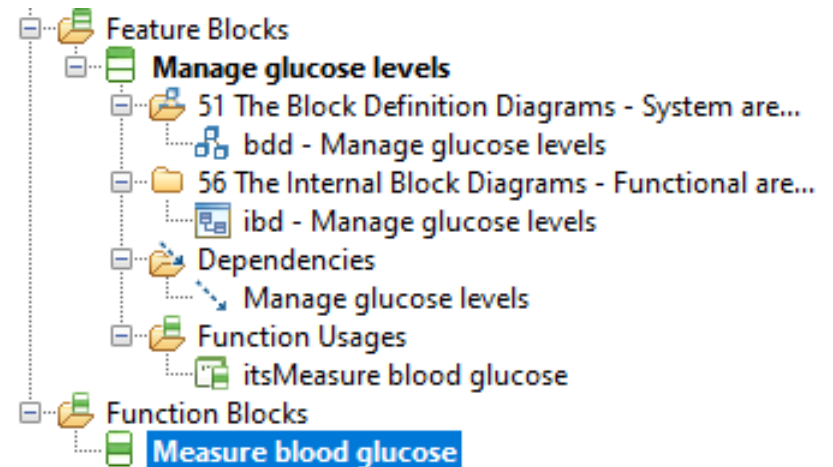 Feature Blocks
Manage glucose levels
51 The Block Definition Diagrams - System are...
bdd - Manage glucose levels
56 The Internal Block Diagrams - Functional are...
ibd - Manage glucose levels
Dependencies
Manage glucose levels
Function Usages
itsMeasure blood glucose
Function Blocks
Measure blood glucose